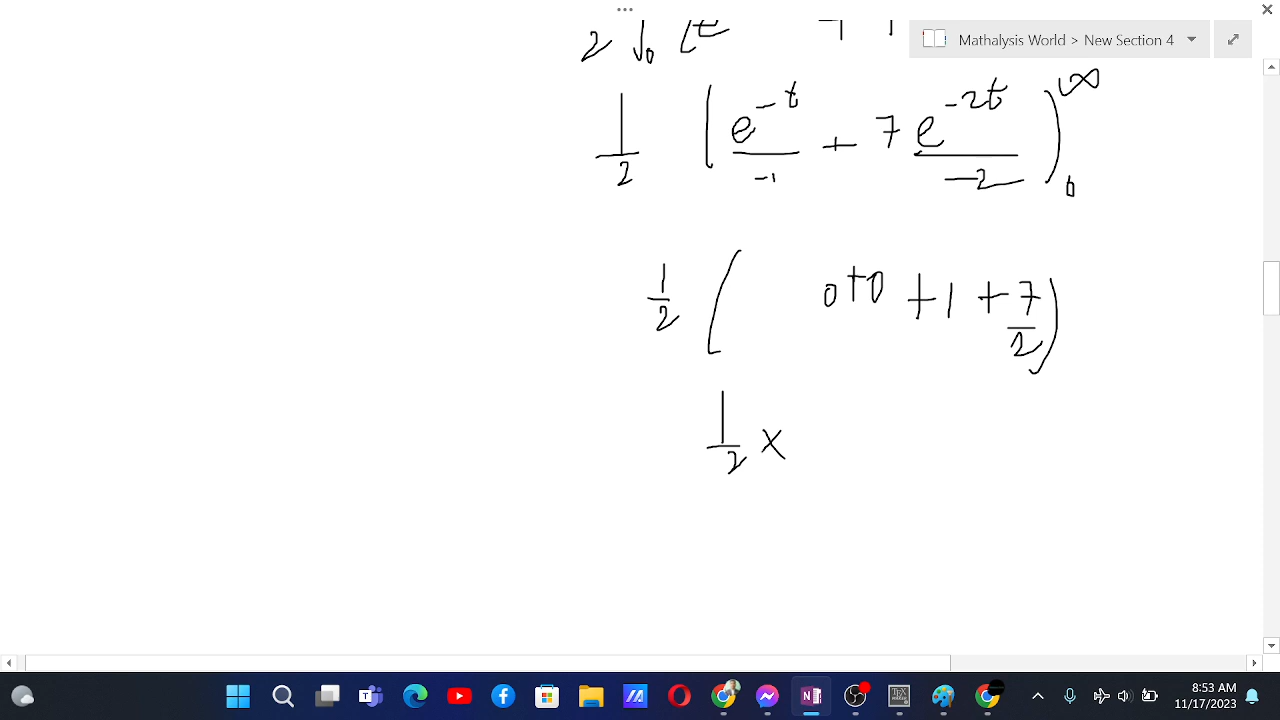 Mathalysis World > New Section 4
1/2 (e^-t/-1 + 7 e^-2t/-2)_0^∞
1/2 ( 0+0 +1 + 7/2)
1/2 ×
8:53 AM
11/17/2023